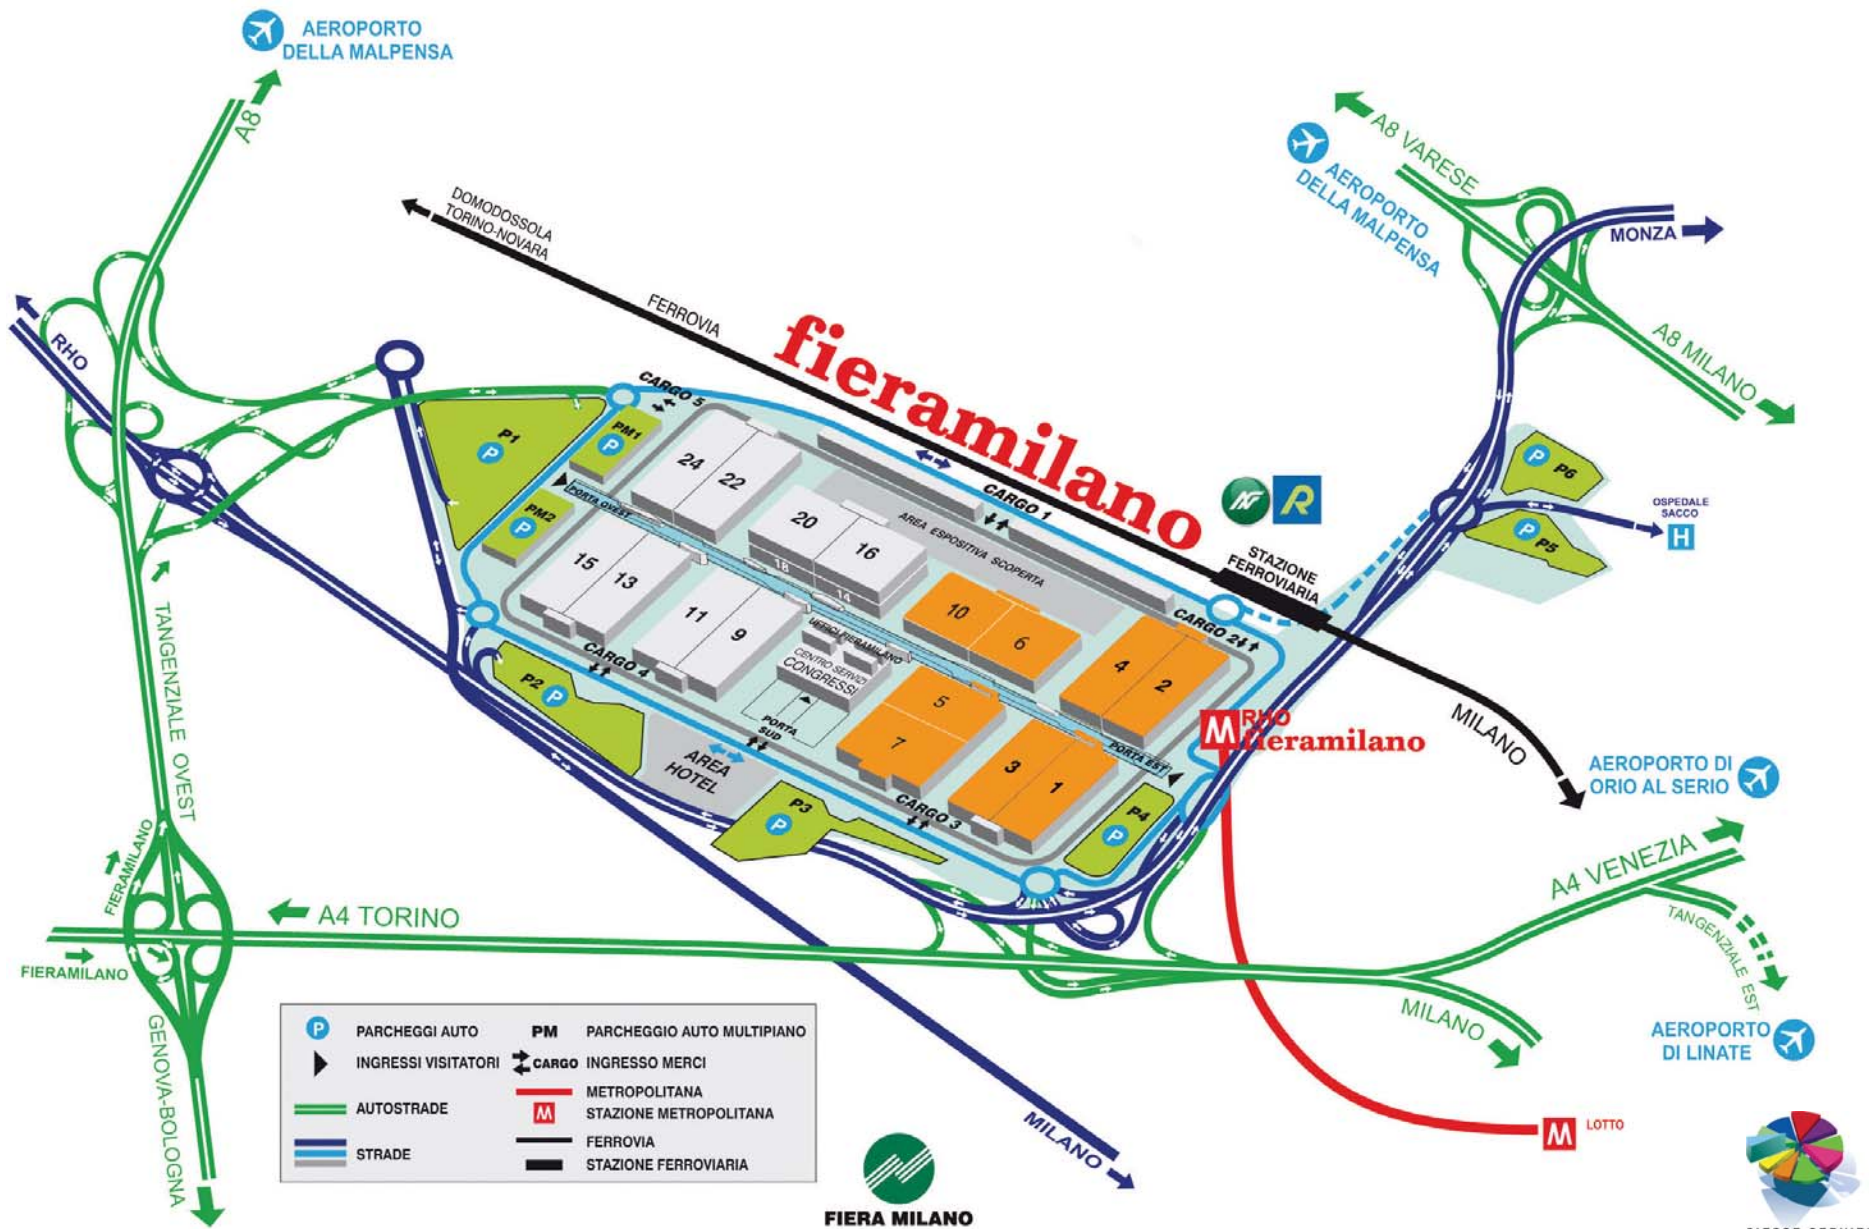 AEROPORTO
DELLA MALPENSA
A8
A8 VARESE
AEROPORTO
DELLA MALPENSA
MONZA
A8 MILANO
DOMODOSSOLA
TORINO-NOVARA
FERROVIA
fieramilano
RHO
CARGO 5
P1
P
PM1
P
PM2
P
PORTA OVEST
24
22
20
16
18
14
15
13
11
9
10
6
4
2
5
7
3
1
CARGO 1
AREA ESPOSITIVA SCOPERTA
STAZIONE
FERROVIARIA
CARGO 2
R
P
P6
P
P5
OSPEDALE
SACCO
H
UFFICI FIERAMILANO
CENTRO SERVIZI
CONGRESSI
PORTA
SUD
CARGO 4
P2
P
AREA
HOTEL
P3
P
CARGO 3
PORTA EST
P4
P
M
RHO
fieramilano
MILANO
AEROPORTO DI
ORIO AL SERIO
TANGENZIALE OVEST
FIERAMILANO
A4 TORINO
FIERAMILANO
GENOVA-BOLOGNA
A4 VENEZIA
TANGENZIALE EST
MILANO
AEROPORTO
DI LINATE
MILANO
M
LOTTO
P PARCHEGGI AUTO
PM PARCHEGGIO AUTO MULTIPIANO
INGRESSI VISITATORI
CARGO INGRESSO MERCI
METROPOLITANA
AUTOSTRADE
M STAZIONE METROPOLITANA
FERROVIA
STRADE
STAZIONE FERROVIARIA
FIERA MILANO